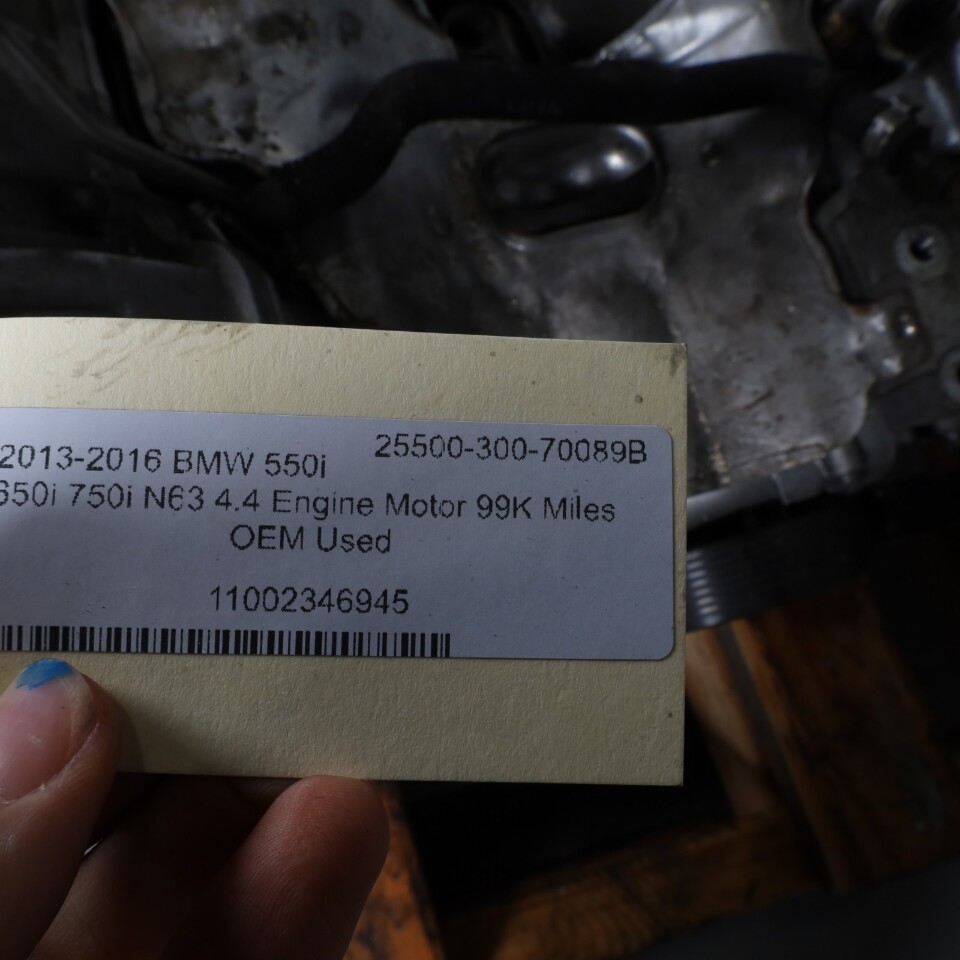 2013-2016 BMW 550i
25500-300-70089B
650i 750i N63 4.4 Engine Motor 99K Miles
OEM Used
11002346945